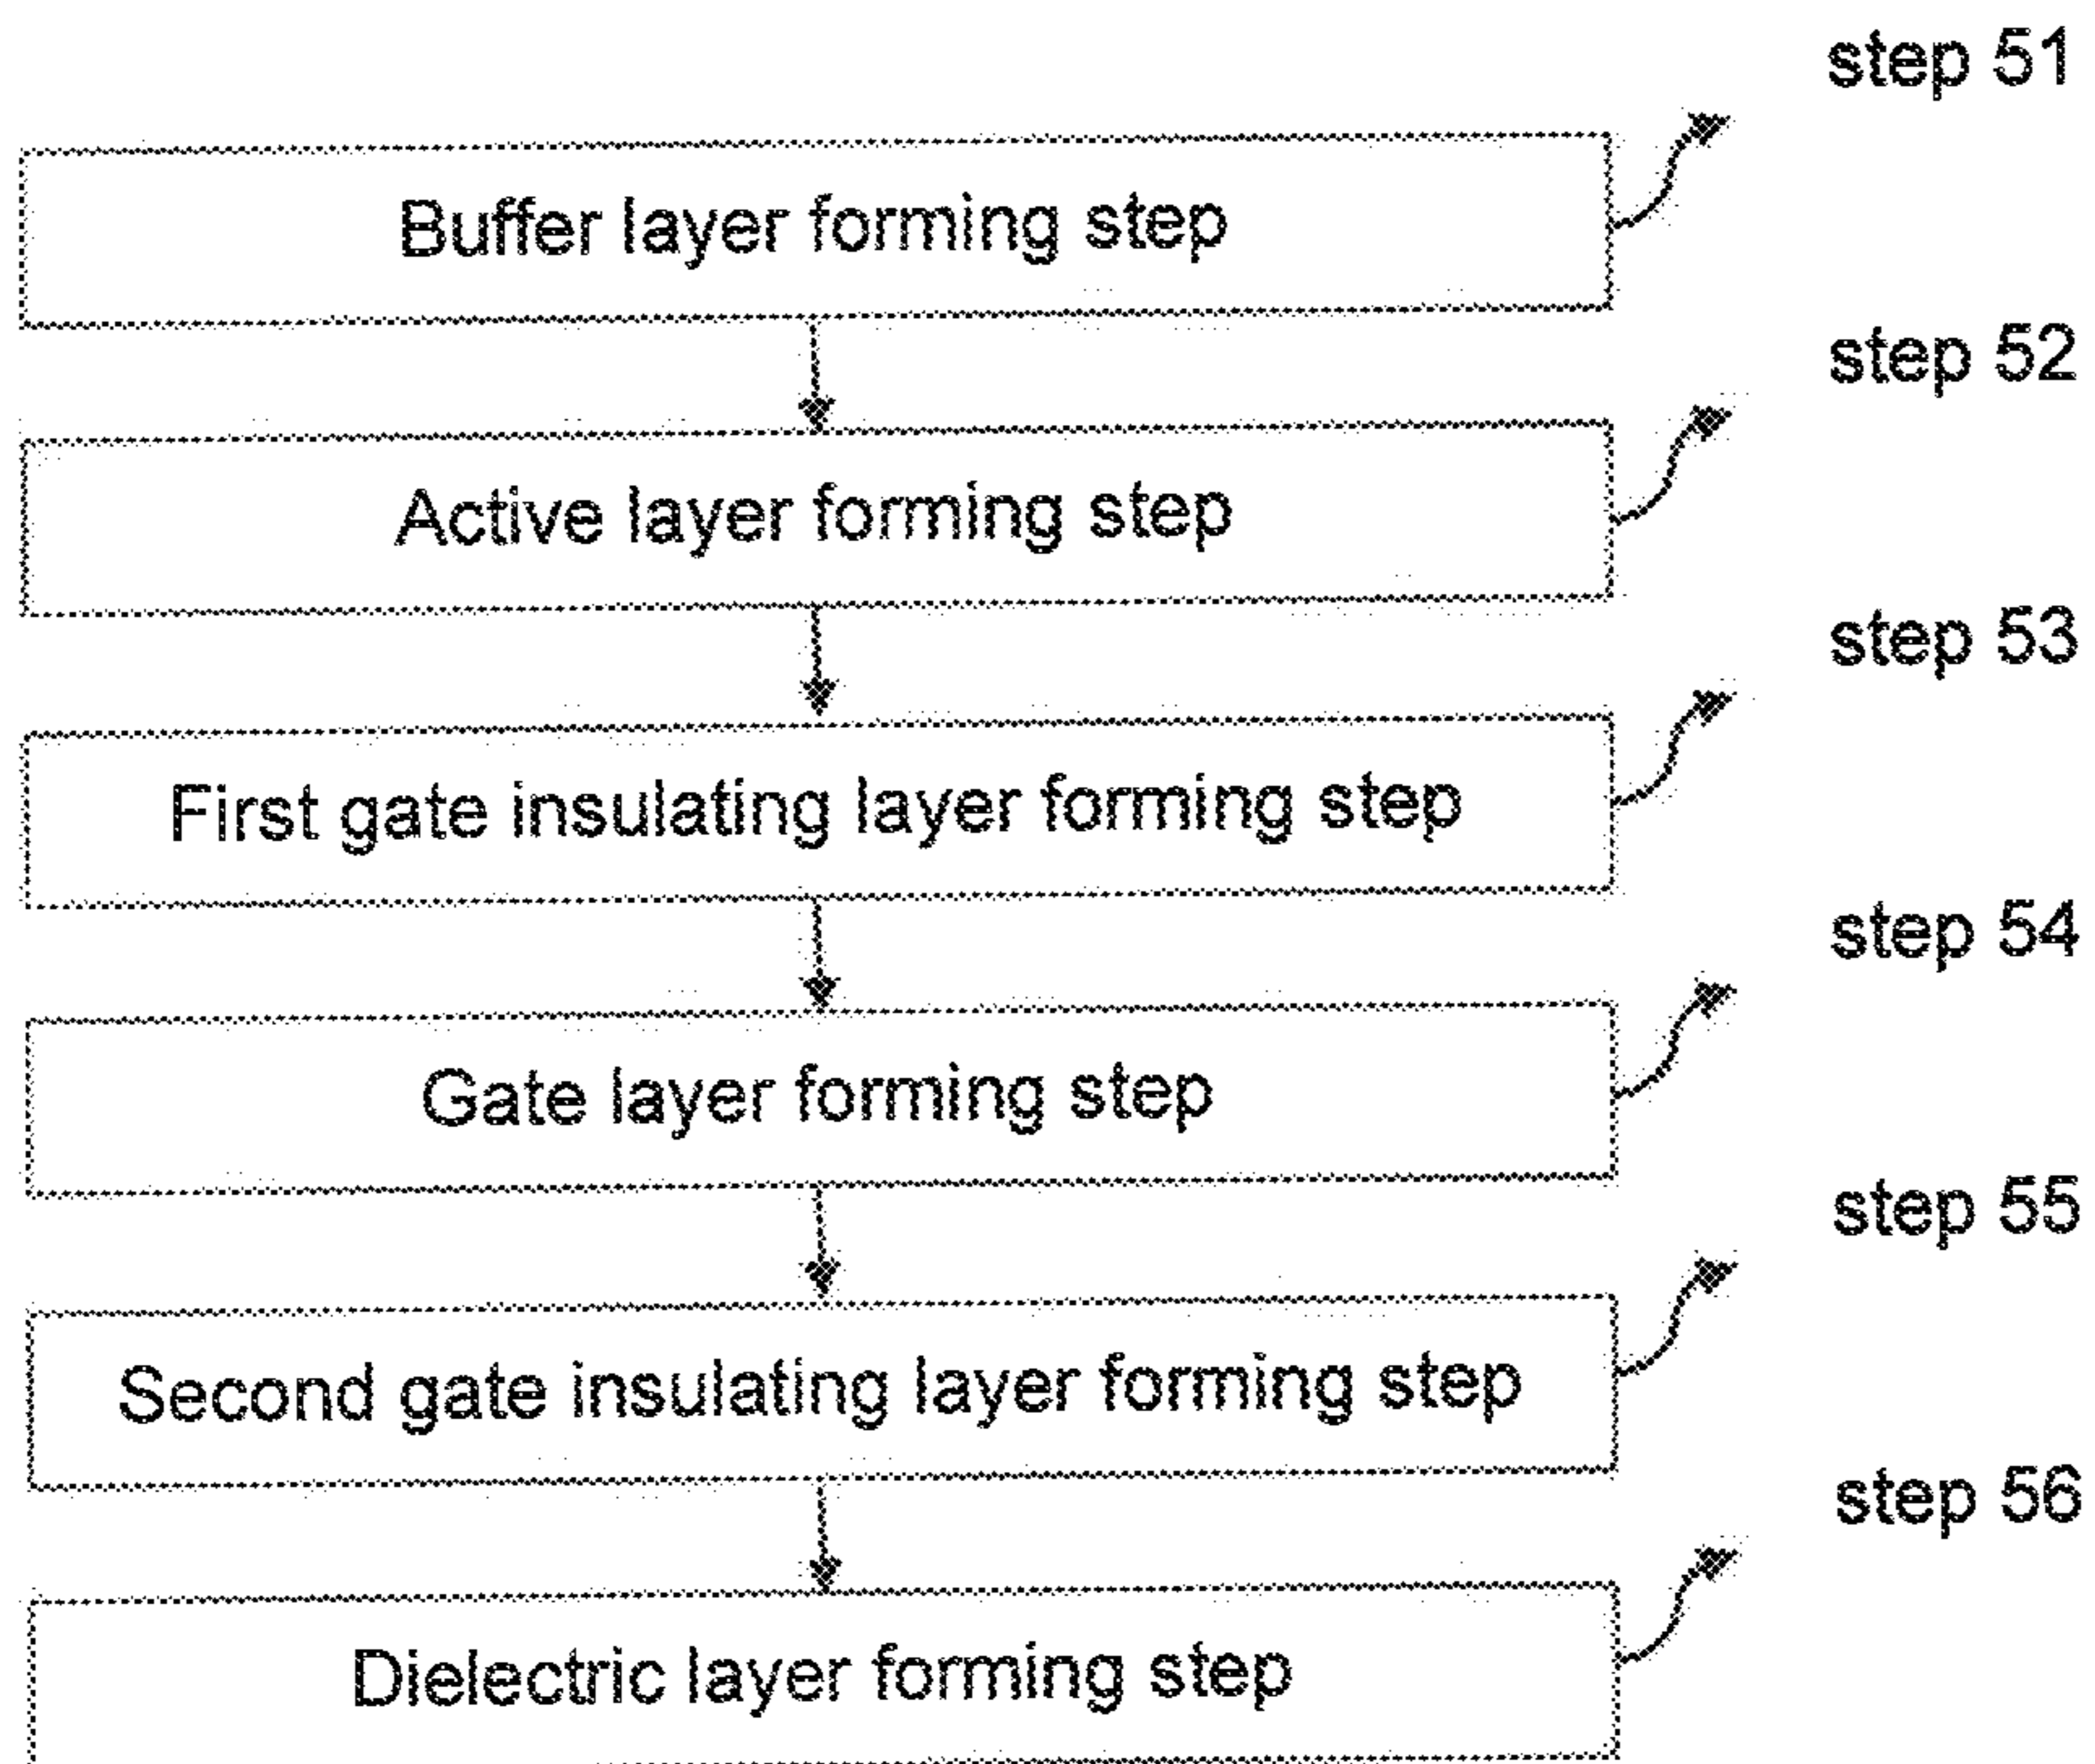 step 51
Buffer layer forming step
step 52
Active layer forming step
step 53
First gate insulating layer forming step
step 54
Gate layer forming step
step 55
Second gate insulating layer forming step
step 56
Dielectric layer forming step